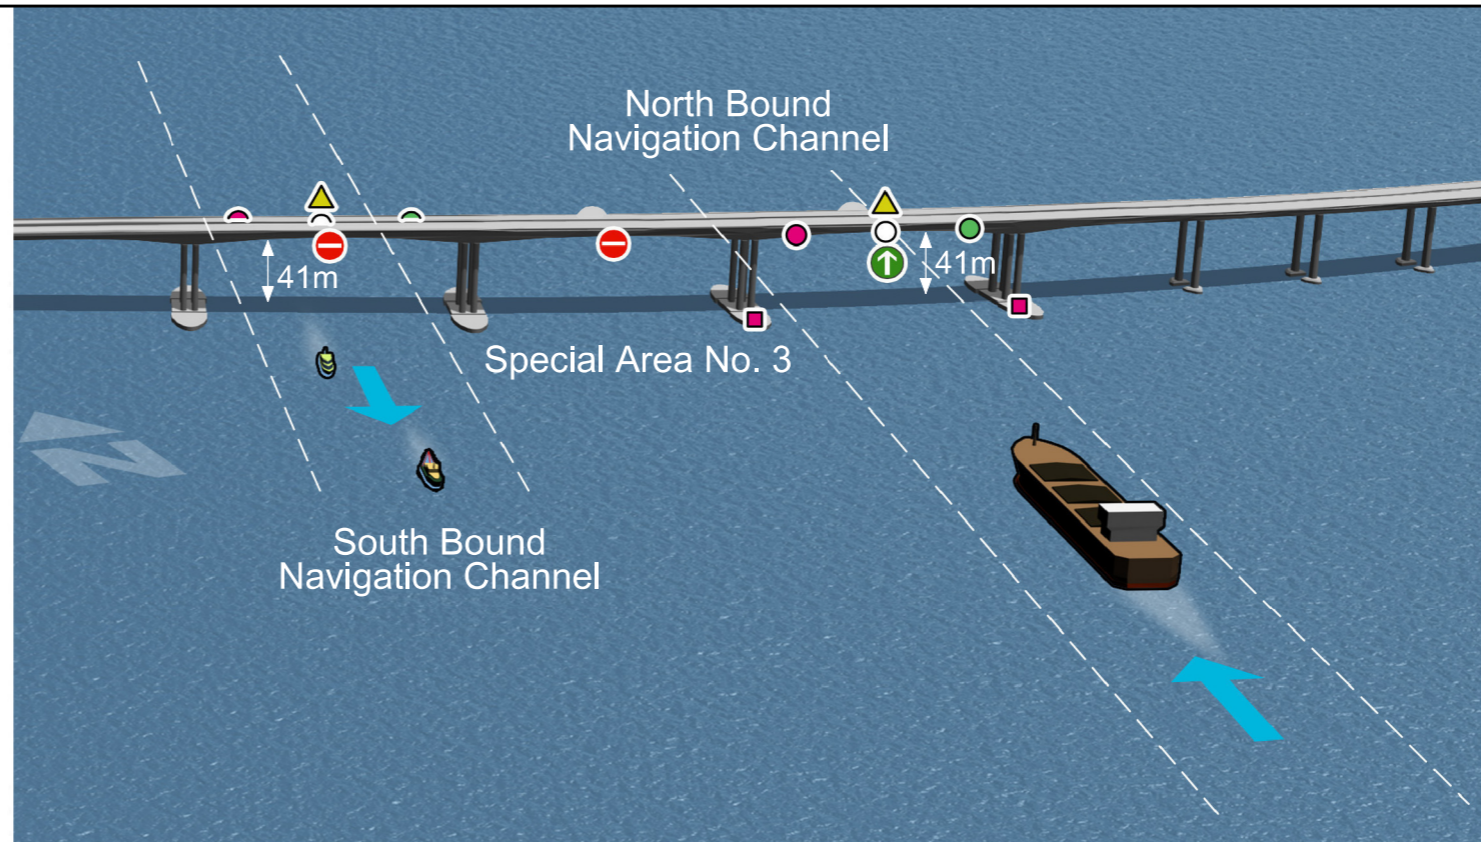 North Bound
Navigation Channel
41m
41m
Special Area No. 3
South Bound
Navigation Channel
N